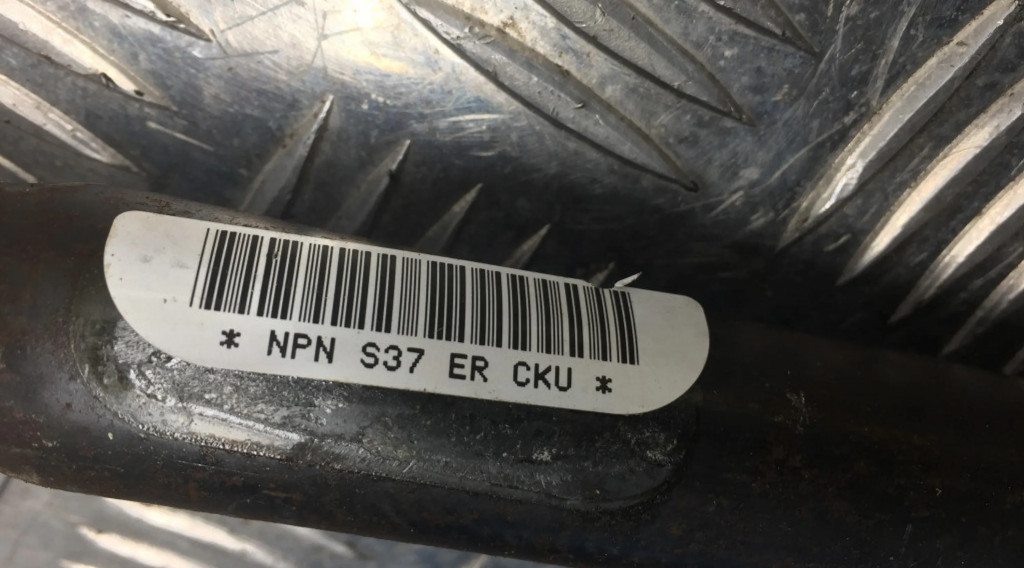 * NPN S37 ER CKU *